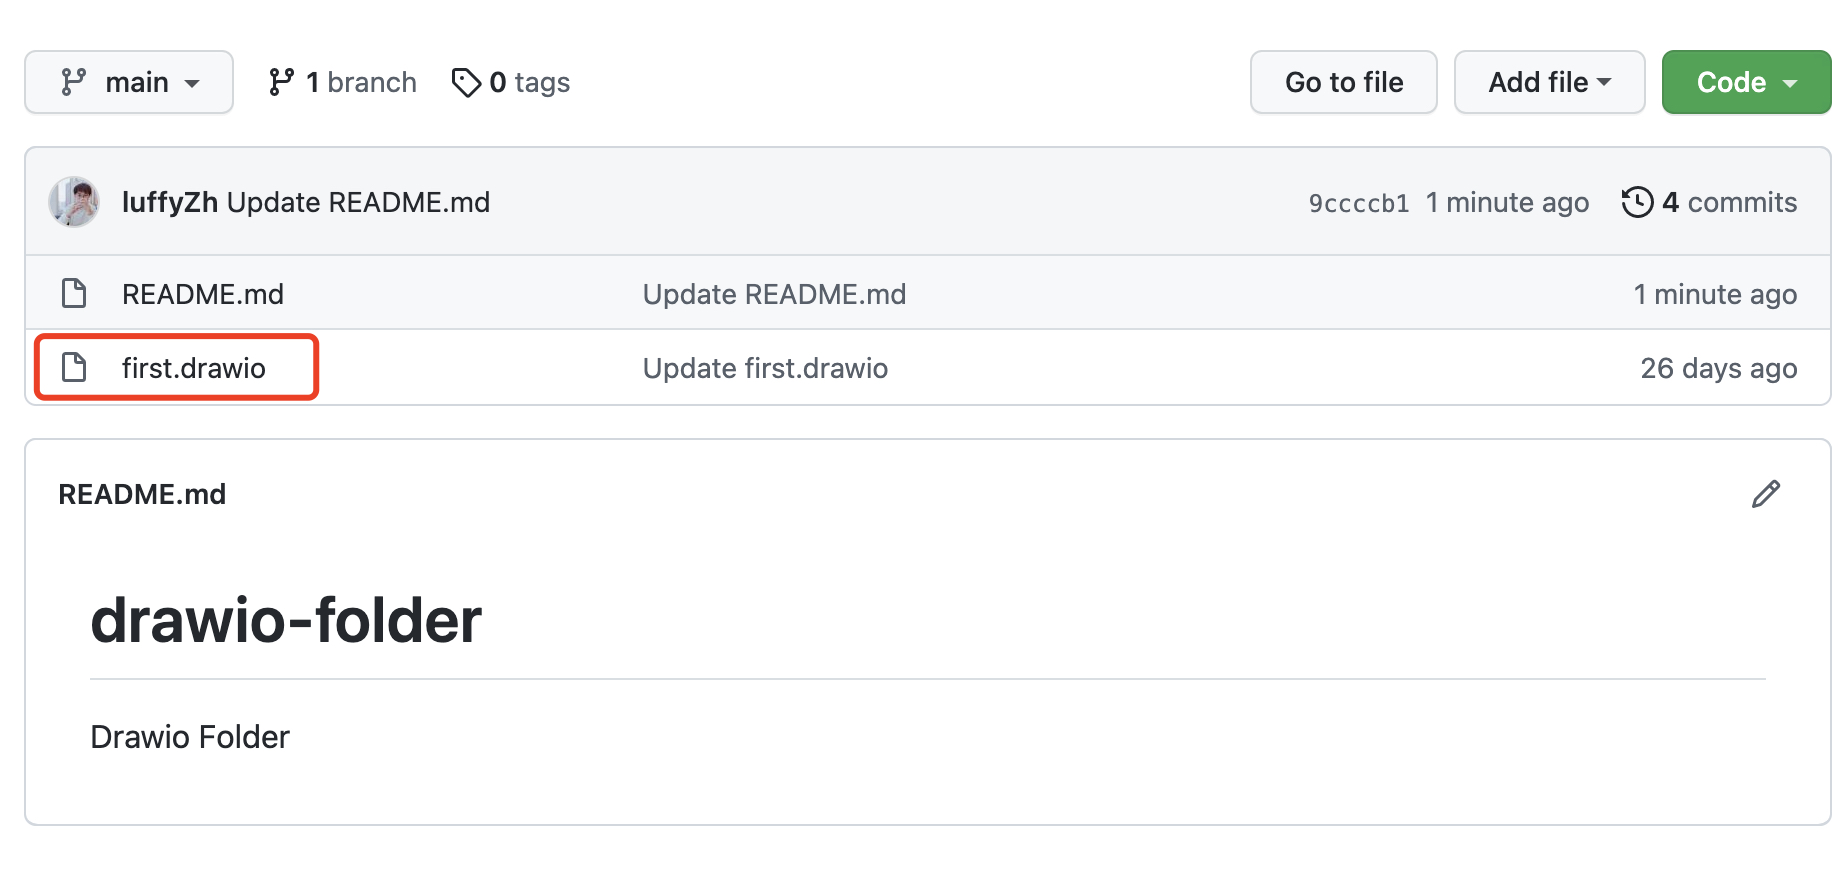 main 1 branch 0 tags Go to file Add file Code
luffyZh Update README.md 9ccccb1 1 minute ago 4 commits
README.md Update README.md 1 minute ago
first.drawio Update first.drawio 26 days ago
README.md
drawio-folder
Drawio Folder